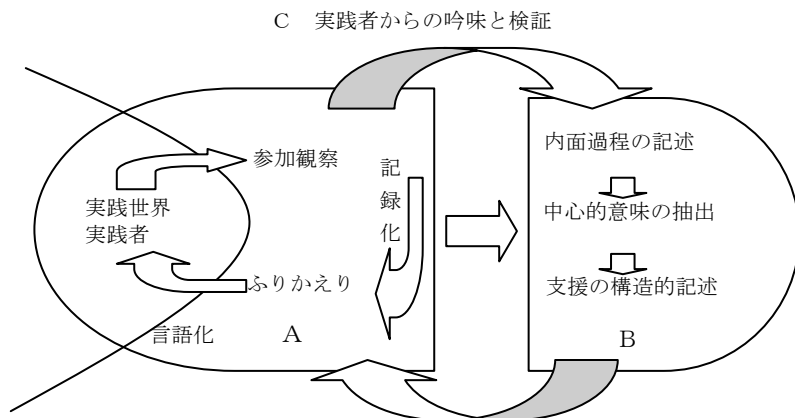 C 実践者からの吟味と検証
参加観察
記録化
実践世界
実践者
ふりかえり
言語化
A
内面過程の記述
中心的意味の抽出
支援の構造的記述
B